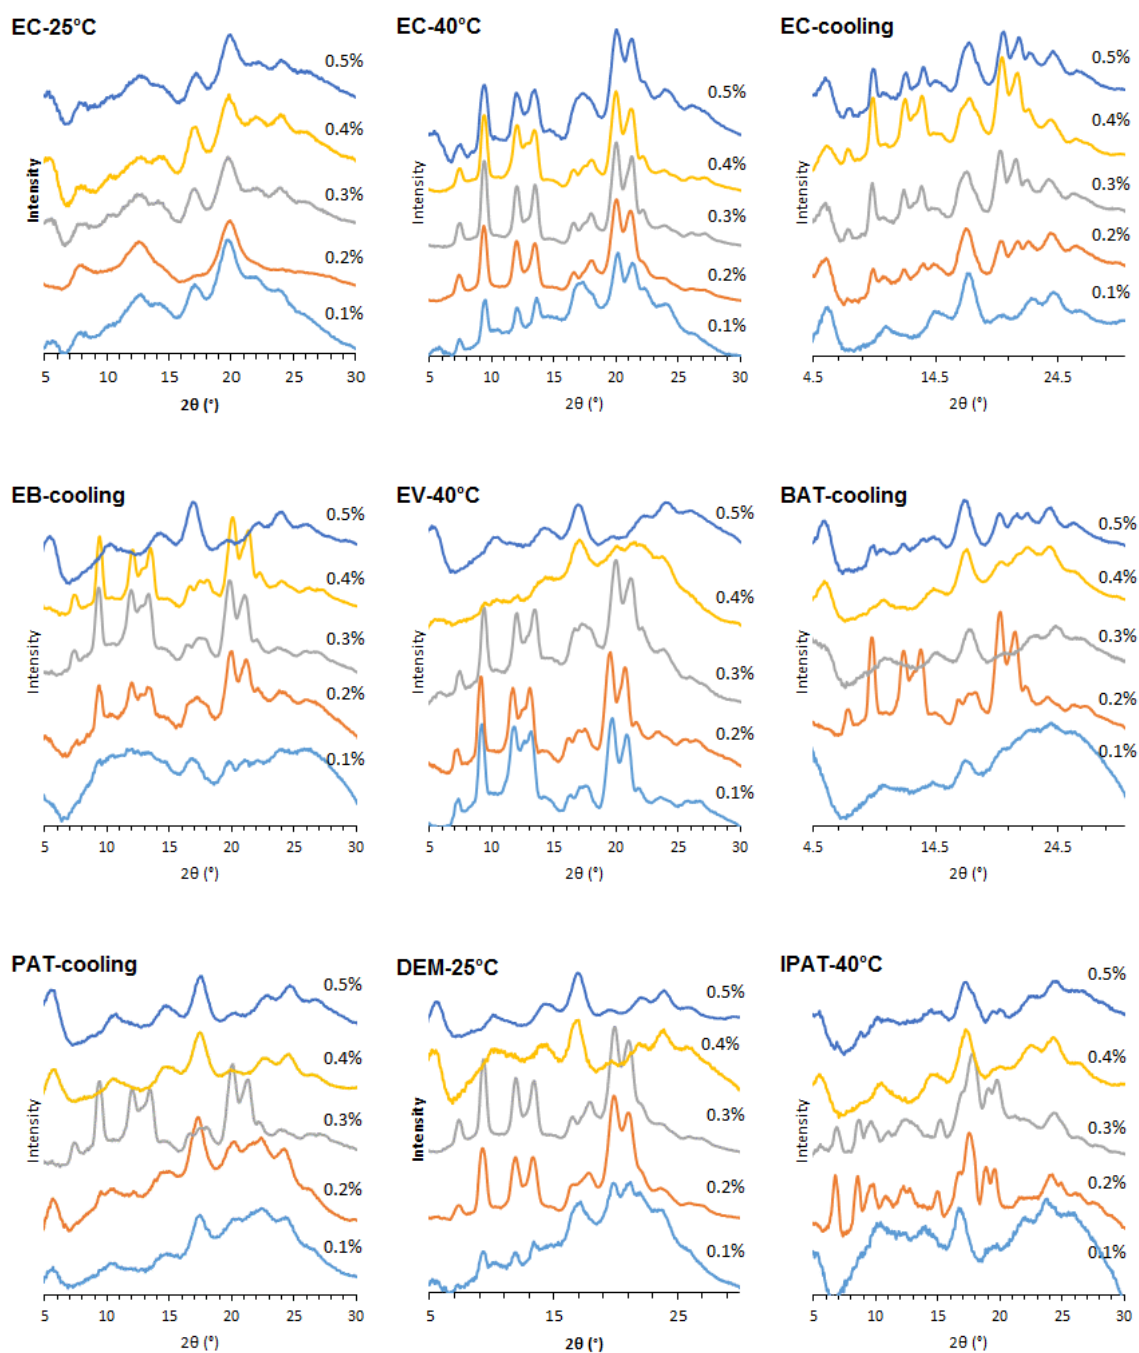 EC-25°C
0.5%
0.4%
0.3%
0.2%
0.1%
Intensity
5 10 15 20 25 30
2θ (°)
EC-40°C
0.5%
0.4%
0.3%
0.2%
0.1%
Intensity
5 10 15 20 25 30
2θ (°)
EC-cooling
0.5%
0.4%
0.3%
0.2%
0.1%
Intensity
4.5 14.5 24.5
2θ (°)
EB-cooling
0.5%
0.4%
0.3%
0.2%
0.1%
Intensity
5 10 15 20 25 30
2θ (°)
EV-40°C
0.5%
0.4%
0.3%
0.2%
0.1%
Intensity
5 10 15 20 25 30
2θ (°)
BAT-cooling
0.5%
0.4%
0.3%
0.2%
0.1%
Intensity
4.5 14.5 24.5
2θ (°)
PAT-cooling
0.5%
0.4%
0.3%
0.2%
0.1%
Intensity
5 10 15 20 25 30
2θ (°)
DEM-25°C
0.5%
0.4%
0.3%
0.2%
0.1%
Intensity
5 10 15 20 25
2θ (°)
IPAT-40°C
0.5%
0.4%
0.3%
0.2%
0.1%
Intensity
5 10 15 20 25 30
2θ (°)